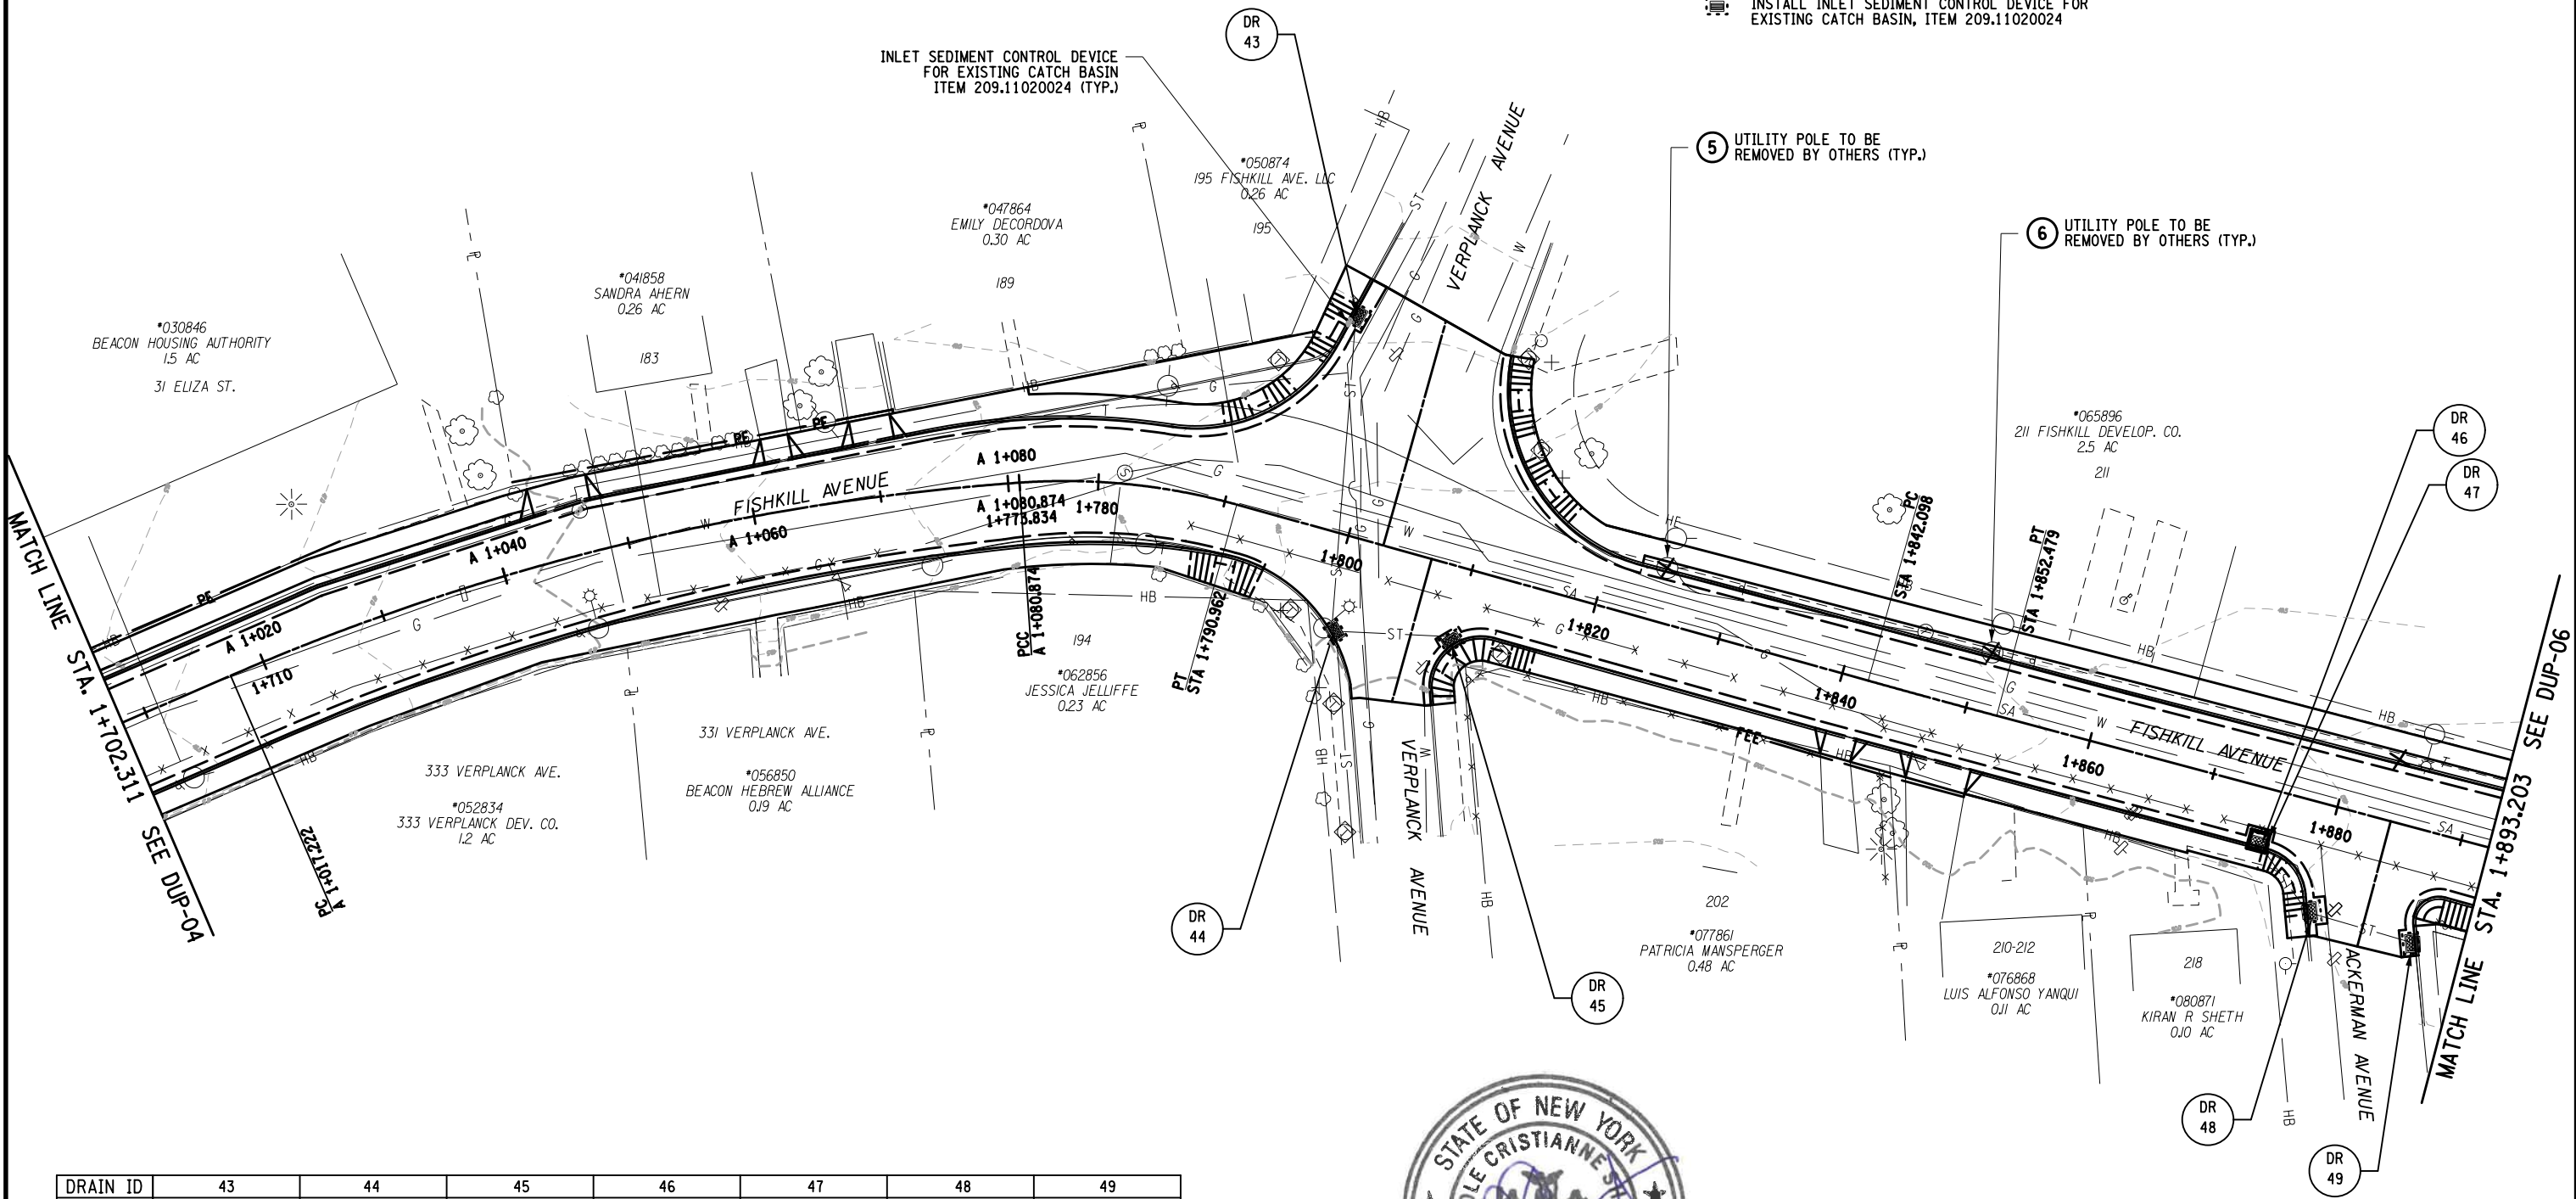 INSTALL INLET SEDIMENT CONTROL DEVICE FOR
EXISTING CATCH BASIN, ITEM 209.11020024
DR
43
INLET SEDIMENT CONTROL DEVICE
FOR EXISTING CATCH BASIN
ITEM 209.11020024 (TYP.)
5
UTILITY POLE TO BE
REMOVED BY OTHERS (TYP.)
6
UTILITY POLE TO BE
REMOVED BY OTHERS (TYP.)
VERPLANCK AVENUE
*050874
195 FISHKILL AVE. LLC
0.26 AC
195
*047864
EMILY DECORDOVA
0.30 AC
189
*041858
SANDRA AHERN
0.26 AC
183
*030846
BEACON HOUSING AUTHORITY
1.5 AC
31 ELIZA ST.
*065896
211 FISHKILL DEVELOP. CO.
2.5 AC
211
DR
46
DR
47
MATCH LINE STA. 1+702.311 SEE DUP-04
FISHKILL AVENUE
A 1+020
A 1+040
A 1+060
A 1+080
A 1+080.874
1+773.834
1+780
1+710
1+800
1+820
1+840
1+860
1+880
PE
PE
PE
PE
FEE
PC
STA 1+842.098
PT
STA 1+852.479
PCC
A 1+080.874
PT
STA 1+790.962
PC
A 1+017.222
FISHKILL AVENUE
MATCH LINE STA. 1+893.203 SEE DUP-06
194
*062856
JESSICA JELLIFFE
0.23 AC
331 VERPLANCK AVE.
*056850
BEACON HEBREW ALLIANCE
0.19 AC
333 VERPLANCK AVE.
*052834
333 VERPLANCK DEV. CO.
1.2 AC
VERPLANCK AVENUE
202
*077861
PATRICIA MANSPERGER
0.48 AC
210-212
*076868
LUIS ALFONSO YANQUI
0.11 AC
218
*080871
KIRAN R SHETH
0.10 AC
ACKERMAN AVENUE
DR
44
DR
45
DR
48
DR
49
STATE OF NEW YORK
CRISTIANNE
DRAIN ID 43 44 45 46 47 48 49